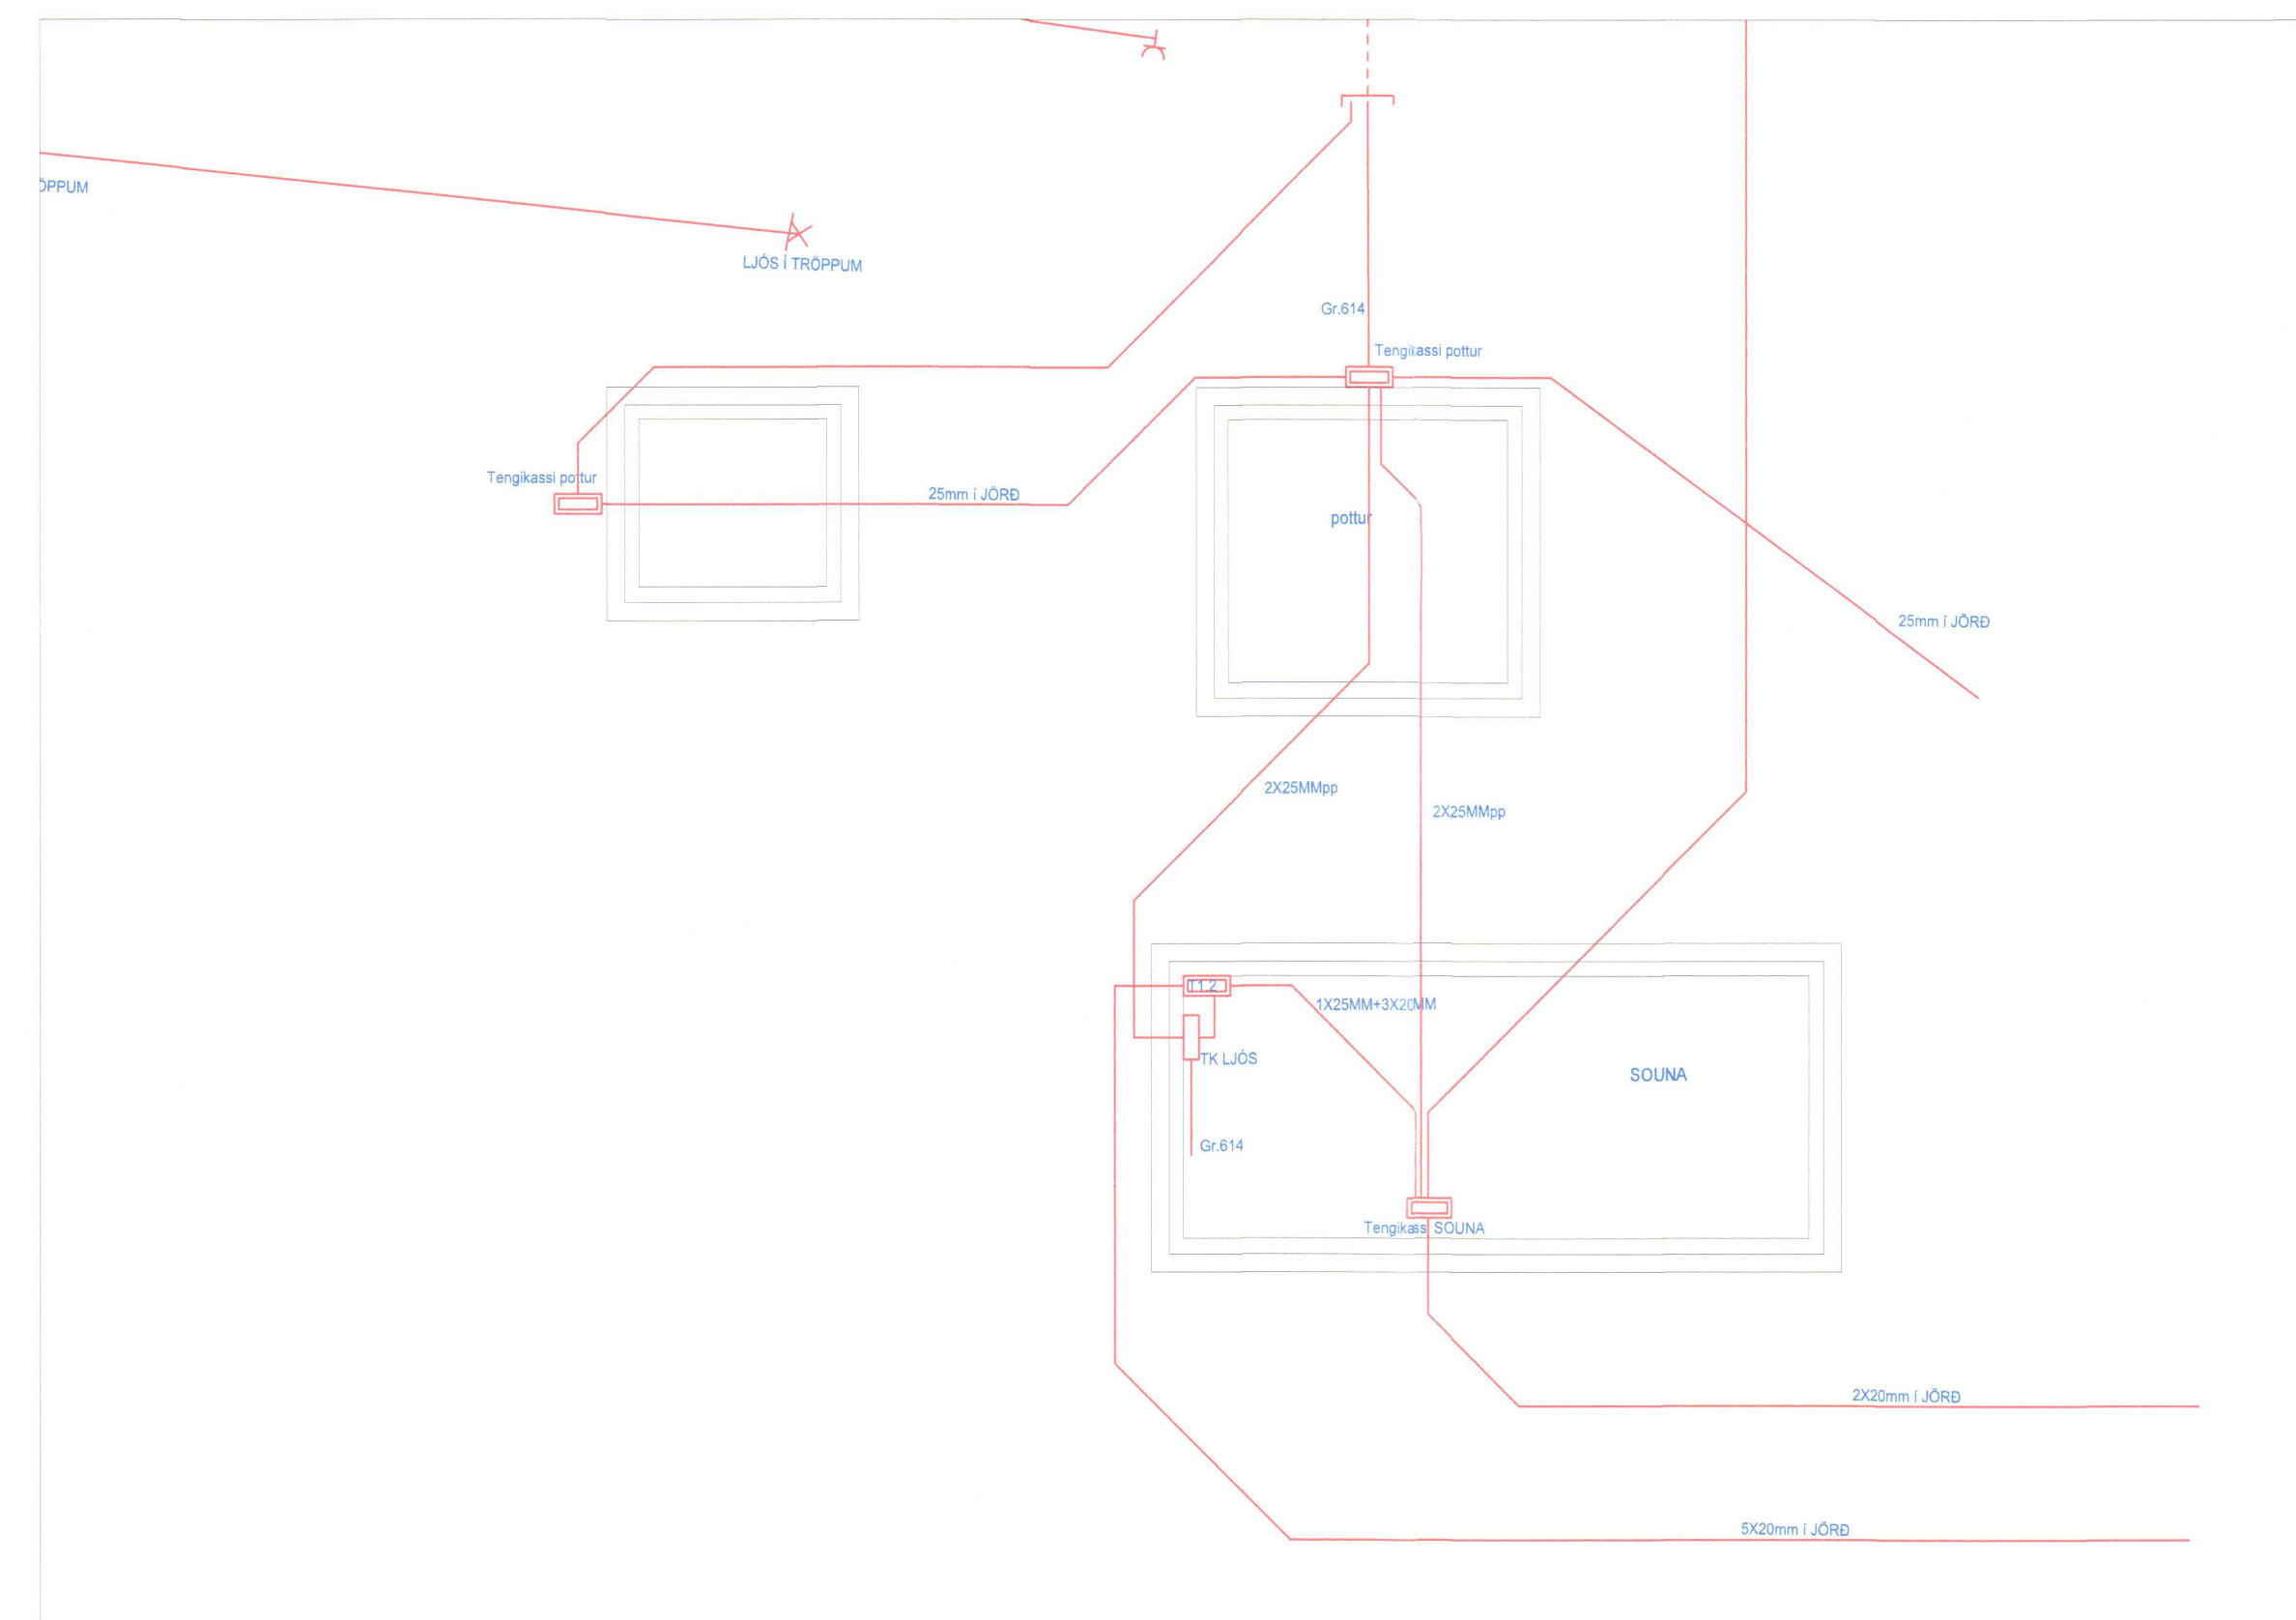 ÖPPUM
LJÓS Í TRÖPPUM
Gr.614
Tengikassi pottur
Tengikassi pottur
25mm í JÖRÐ
pottur
25mm í JÖRÐ
2X25MMpp
2X25MMpp
T1.2
1X25MM+3X20MM
TK LJÓS
SOUNA
Gr.614
Tengikassi SOUNA
2X20mm í JÖRÐ
5X20mm í JÖRÐ